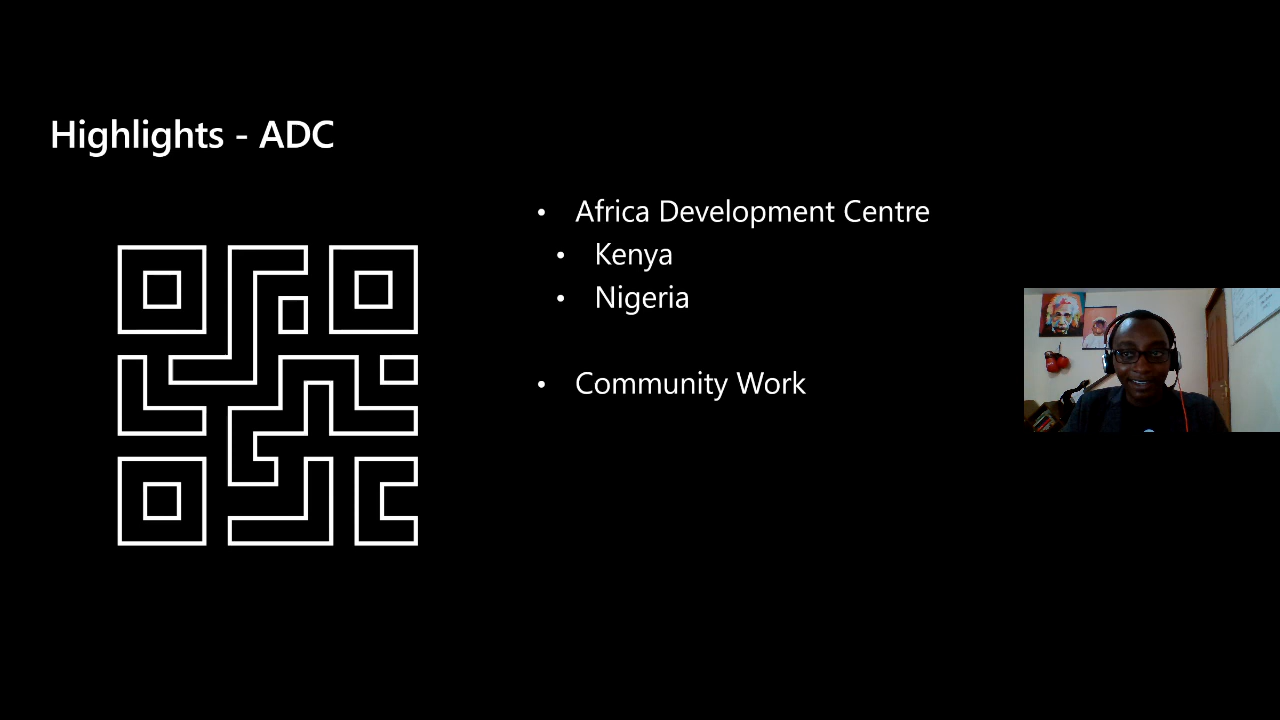 Highlights - ADC
• Africa Development Centre
• Kenya
• Nigeria
• Community Work